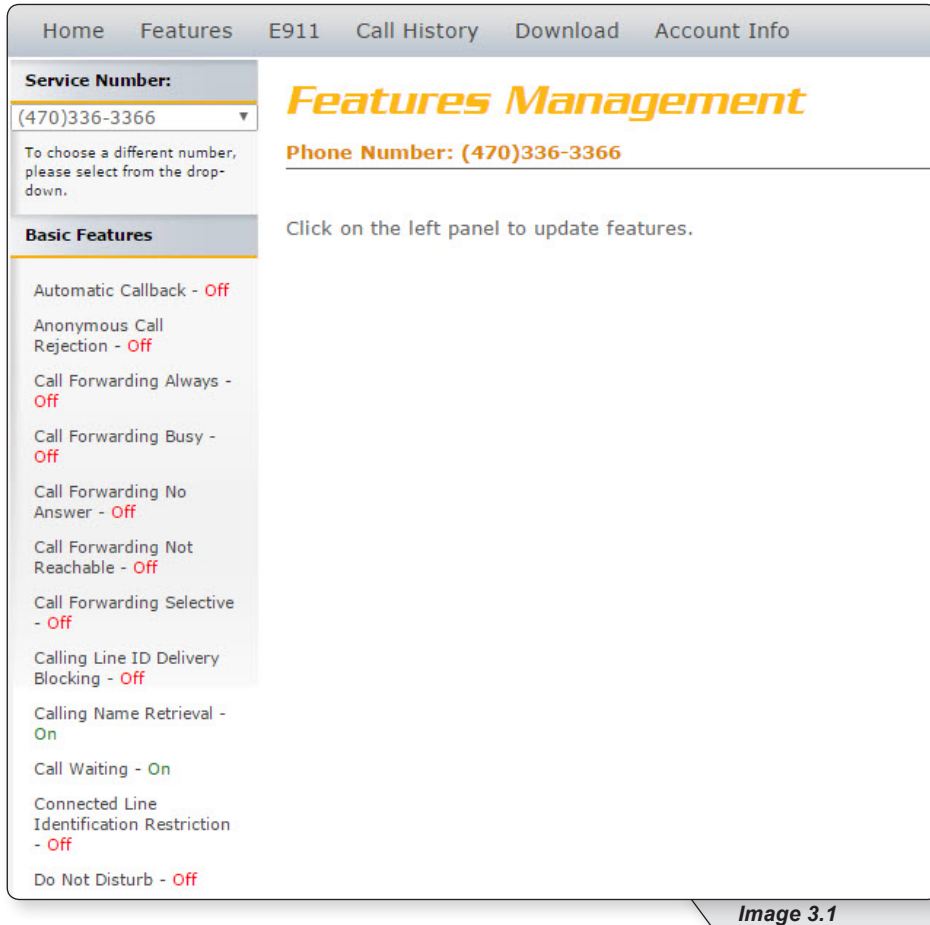 Home Features E911 Call History Download Account Info
Service Number:
(470)336-3366
To choose a different number,
please select from the drop-
down.
Basic Features
Automatic Callback - Off
Anonymous Call
Rejection - Off
Call Forwarding Always -
Off
Call Forwarding Busy -
Off
Call Forwarding No
Answer - Off
Call Forwarding Not
Reachable - Off
Call Forwarding Selective
- Off
Calling Line ID Delivery
Blocking - Off
Calling Name Retrieval -
On
Call Waiting - On
Connected Line
Identification Restriction
- Off
Do Not Disturb - Off
Features Management
Phone Number: (470)336-3366
Click on the left panel to update features.
Image 3.1